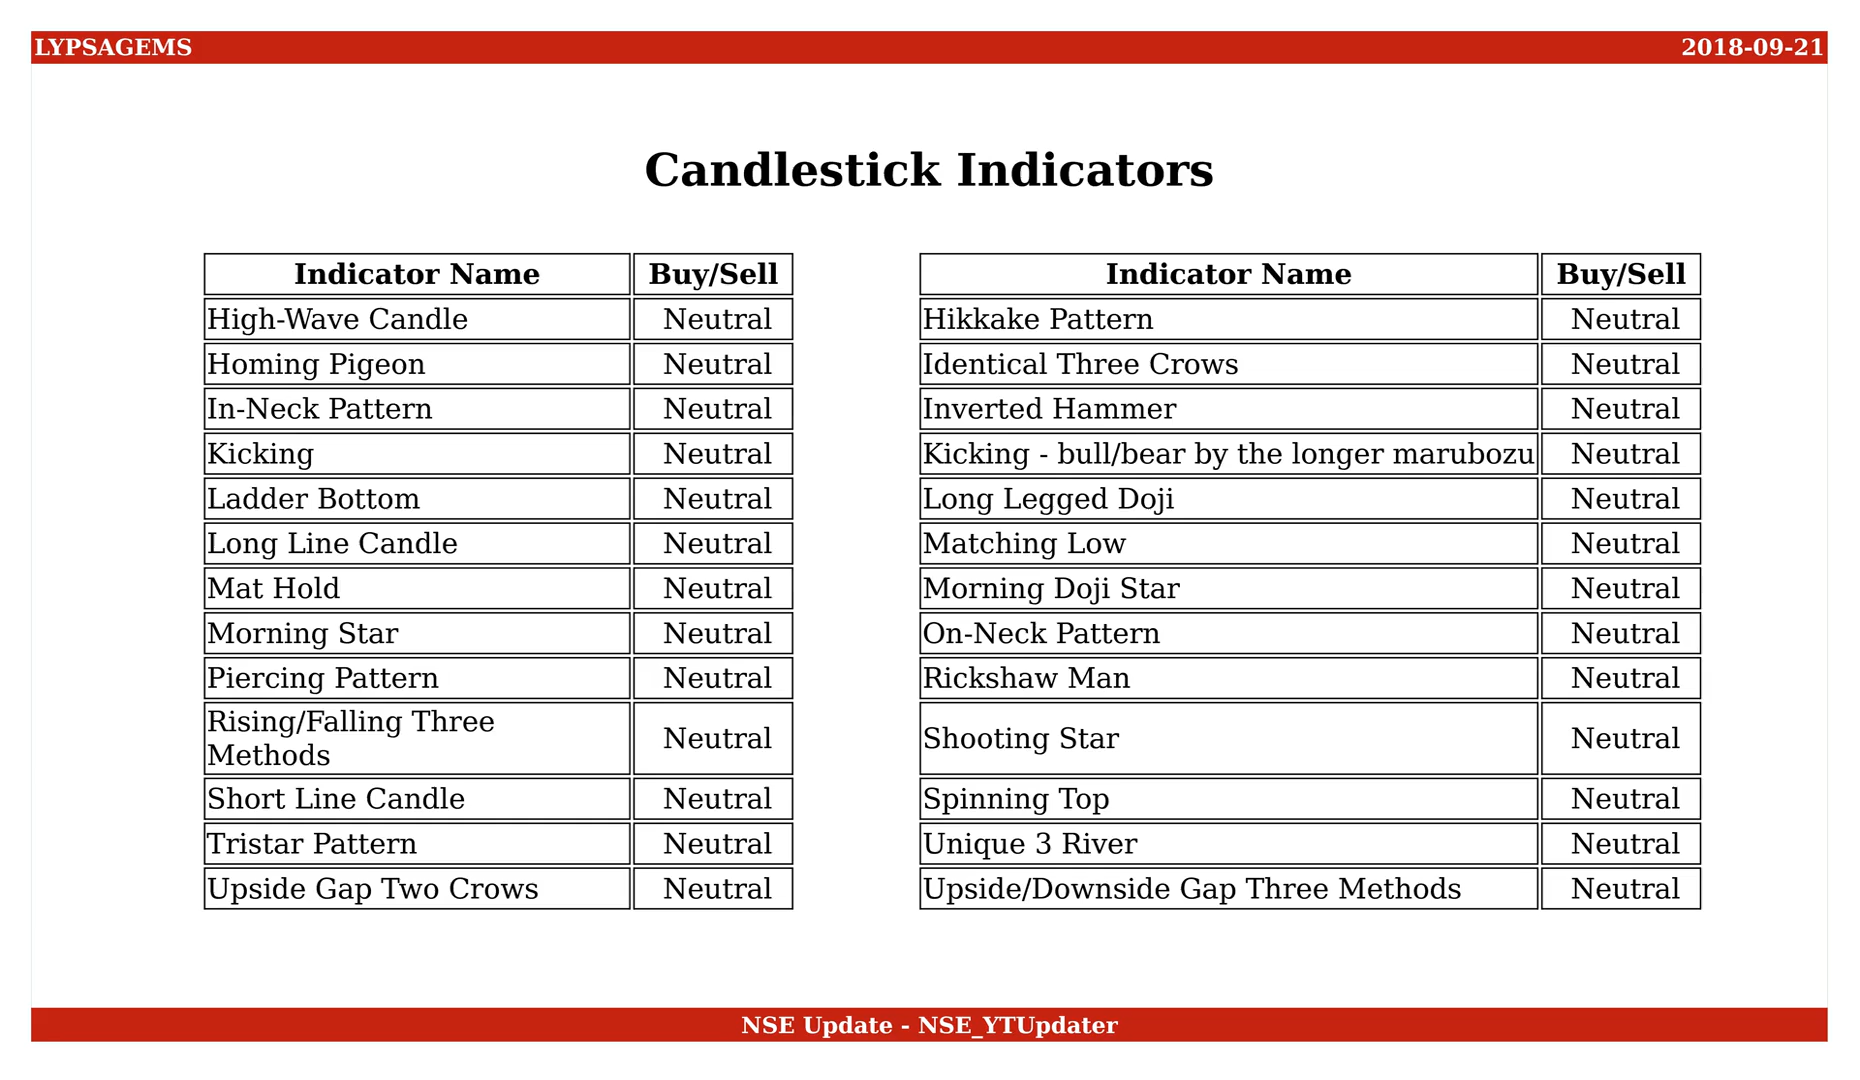 LYPSAGEMS 2018-09-21
Candlestick Indicators
Indicator Name Buy/Sell
High-Wave Candle Neutral
Homing Pigeon Neutral
In-Neck Pattern Neutral
Kicking Neutral
Ladder Bottom Neutral
Long Line Candle Neutral
Mat Hold Neutral
Morning Star Neutral
Piercing Pattern Neutral
Rising/Falling Three
Methods Neutral
Short Line Candle Neutral
Tristar Pattern Neutral
Upside Gap Two Crows Neutral
Indicator Name Buy/Sell
Hikkake Pattern Neutral
Identical Three Crows Neutral
Inverted Hammer Neutral
Kicking - bull/bear by the longer marubozu Neutral
Long Legged Doji Neutral
Matching Low Neutral
Morning Doji Star Neutral
On-Neck Pattern Neutral
Rickshaw Man Neutral
Shooting Star Neutral
Spinning Top Neutral
Unique 3 River Neutral
Upside/Downside Gap Three Methods Neutral
NSE Update - NSE_YTUpdater